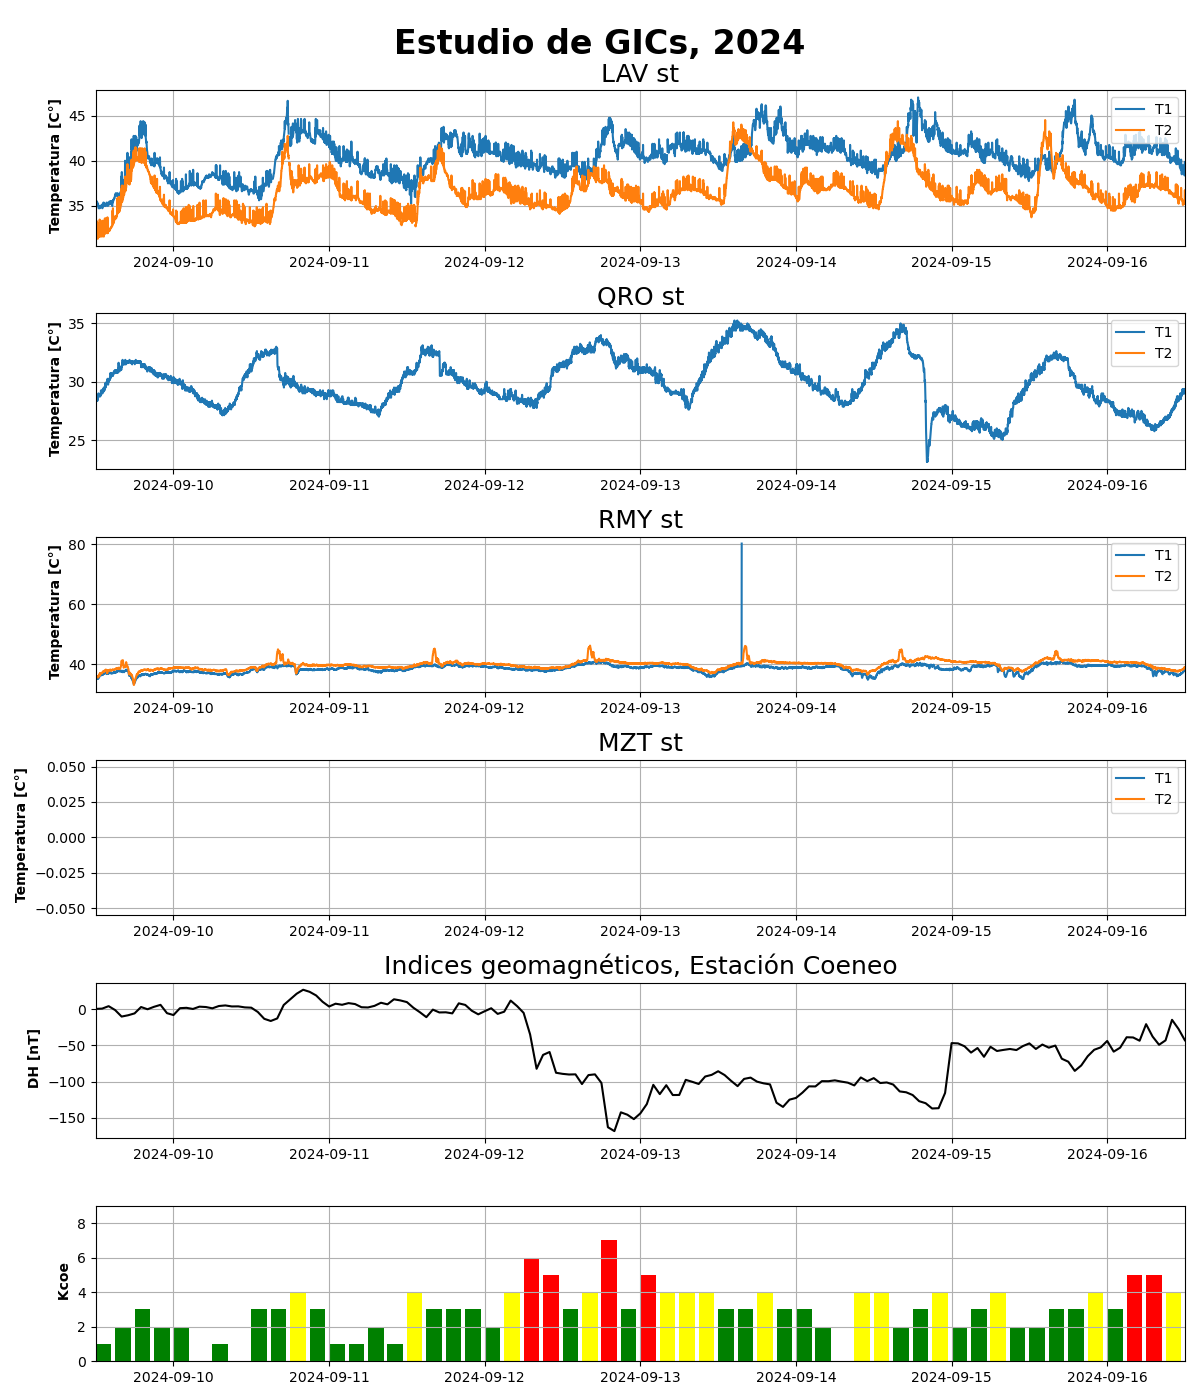 Estudio de GICs, 2024
LAV st
Temperatura [C°]
45
40
35
T1
T2
2024-09-10 2024-09-11 2024-09-12 2024-09-13 2024-09-14 2024-09-15 2024-09-16
QRO st
Temperatura [C°]
35
30
25
T1
T2
2024-09-10 2024-09-11 2024-09-12 2024-09-13 2024-09-14 2024-09-15 2024-09-16
RMY st
Temperatura [C°]
80
60
40
T1
T2
2024-09-10 2024-09-11 2024-09-12 2024-09-13 2024-09-14 2024-09-15 2024-09-16
MZT st
Temperatura [C°]
0.050
0.025
0.000
−0.025
−0.050
T1
T2
2024-09-10 2024-09-11 2024-09-12 2024-09-13 2024-09-14 2024-09-15 2024-09-16
Indices geomagnéticos, Estación Coeneo
DH [nT]
0
−50
−100
−150
2024-09-10 2024-09-11 2024-09-12 2024-09-13 2024-09-14 2024-09-15 2024-09-16
Kcoe
8
6
4
2
0
2024-09-10 2024-09-11 2024-09-12 2024-09-13 2024-09-14 2024-09-15 2024-09-16